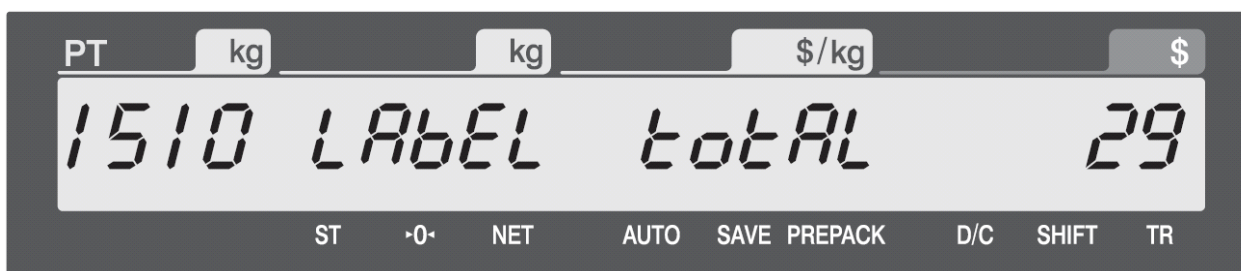 PT kg kg $/kg $
1510 LAbEL totAL 29
ST ▸0◂ NET AUTO SAVE PREPACK D/C SHIFT TR